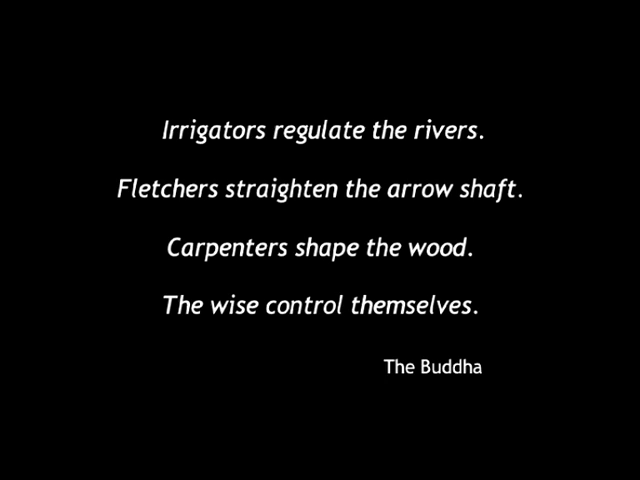 Irrigators regulate the rivers.
Fletchers straighten the arrow shaft.
Carpenters shape the wood.
The wise control themselves.
The Buddha